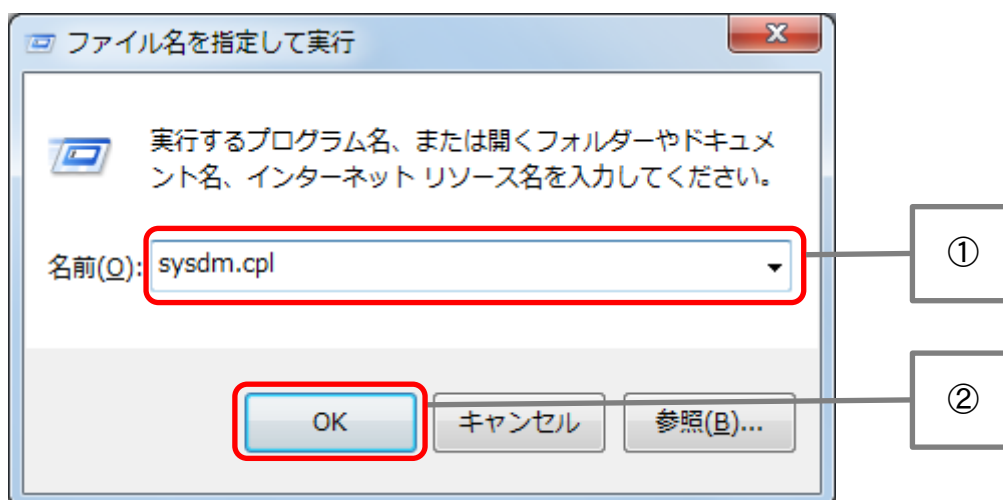 ファイル名を指定して実行
実行するプログラム名、または開くフォルダーやドキュメ
ント名、インターネット リソース名を入力してください。
名前(O): sysdm.cpl
①
OK
キャンセル
参照(B)...
②